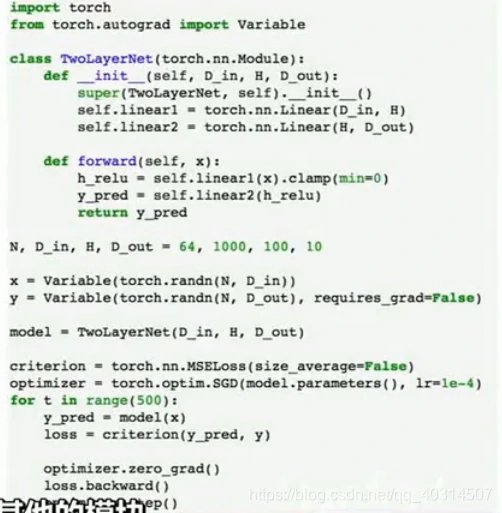 import torch
from torch.autograd import Variable
class TwoLayerNet(torch.nn.Module):
    def __init__(self, D_in, H, D_out):
        super(TwoLayerNet, self).__init__()
        self.linear1 = torch.nn.Linear(D_in, H)
        self.linear2 = torch.nn.Linear(H, D_out)
    def forward(self, x):
        h_relu = self.linear1(x).clamp(min=0)
        y_pred = self.linear2(h_relu)
        return y_pred
N, D_in, H, D_out = 64, 1000, 100, 10
x = Variable(torch.randn(N, D_in))
y = Variable(torch.randn(N, D_out), requires_grad=False)
model = TwoLayerNet(D_in, H, D_out)
criterion = torch.nn.MSELoss(size_average=False)
optimizer = torch.optim.SGD(model.parameters(), lr=1e-4)
for t in range(500):
    y_pred = model(x)
    loss = criterion(y_pred, y)
    optimizer.zero_grad()
    loss.backward()
https://blog.csdn.net/qq_40314507
其他的模块